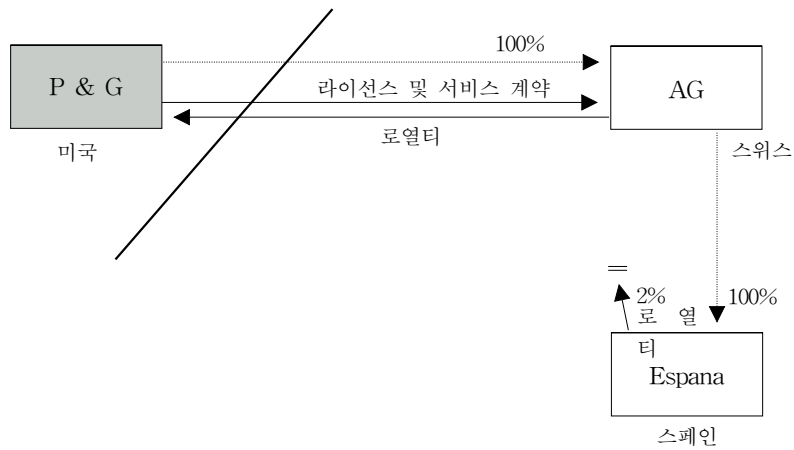 100%
P & G
라이선스 및 서비스 계약
AG
로열티
미국
스위스
2%
100%
로 열
티
Espana
스페인